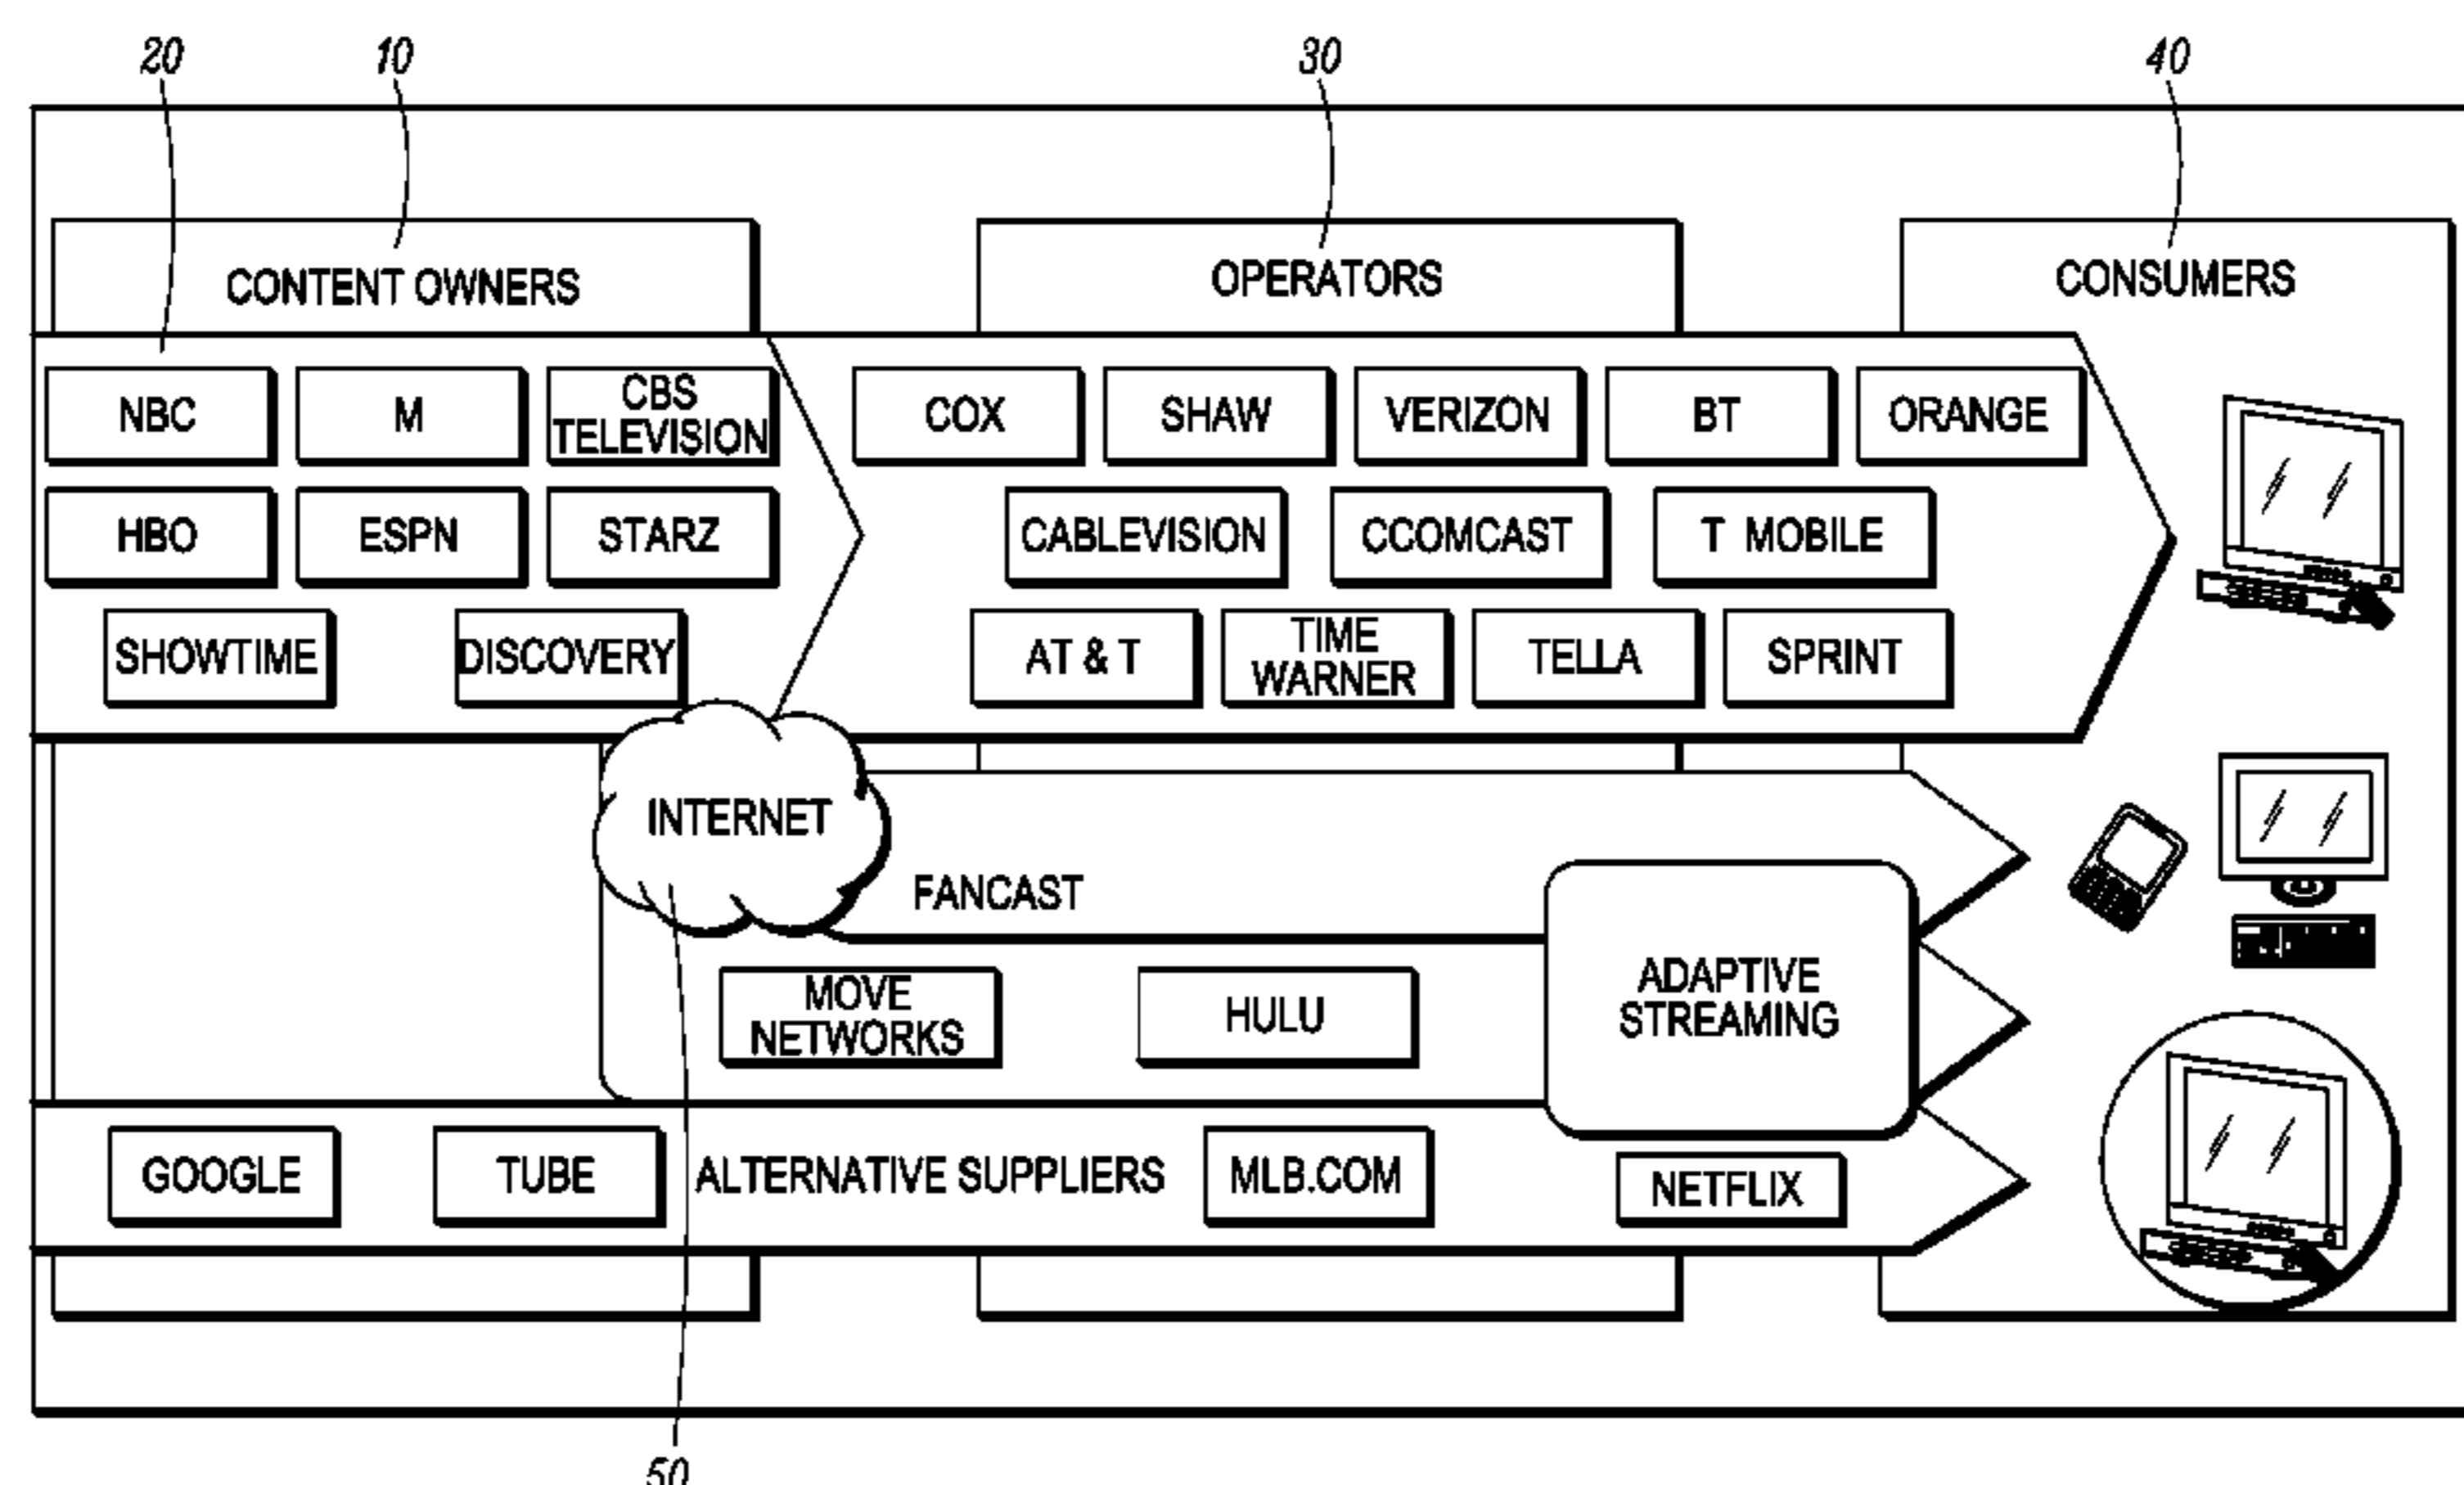 20 10 30 40
CONTENT OWNERS
OPERATORS
CONSUMERS
NBC
M
CBS
TELEVISION
COX
SHAW
VERIZON
BT
ORANGE
HBO
ESPN
STARZ
CABLEVISION
CCOMCAST
T MOBILE
SHOWTIME
DISCOVERY
AT & T
TIME
WARNER
TELLA
SPRINT
INTERNET
FANCAST
MOVE
NETWORKS
HULU
ADAPTIVE
STREAMING
GOOGLE
TUBE
ALTERNATIVE SUPPLIERS
MLB.COM
NETFLIX
50